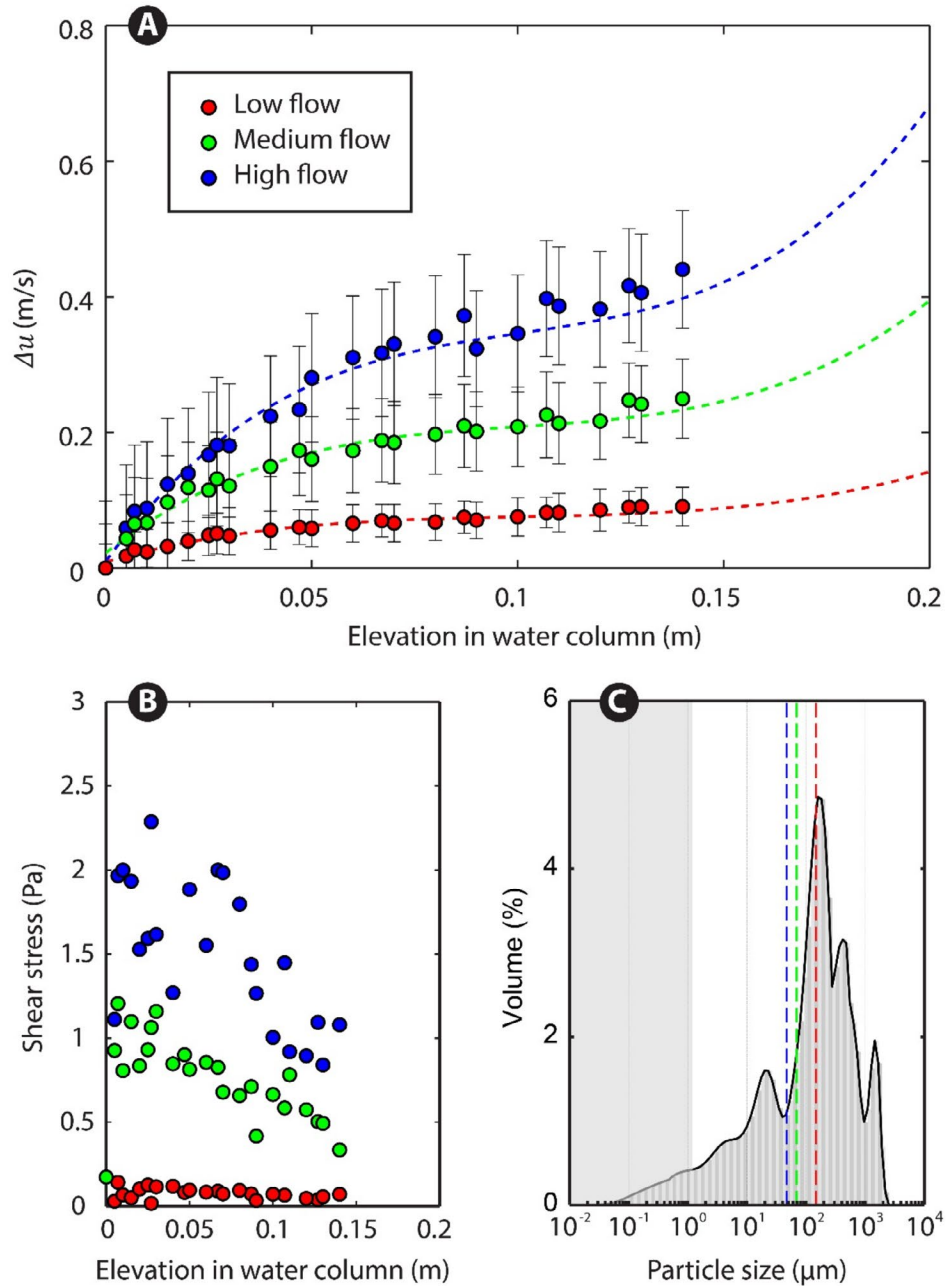 A
0.8
0.6
0.4
0.2
0
Δu (m/s)
Low flow
Medium flow
High flow
0 0.05 0.1 0.15 0.2
Elevation in water column (m)
B
3
2.5
2
1.5
1
0.5
0
Shear stress (Pa)
0 0.05 0.1 0.15 0.2
Elevation in water column (m)
C
6
4
2
0
Volume (%)
10⁻² 10⁻¹ 10⁰ 10¹ 10² 10³ 10⁴
Particle size (μm)